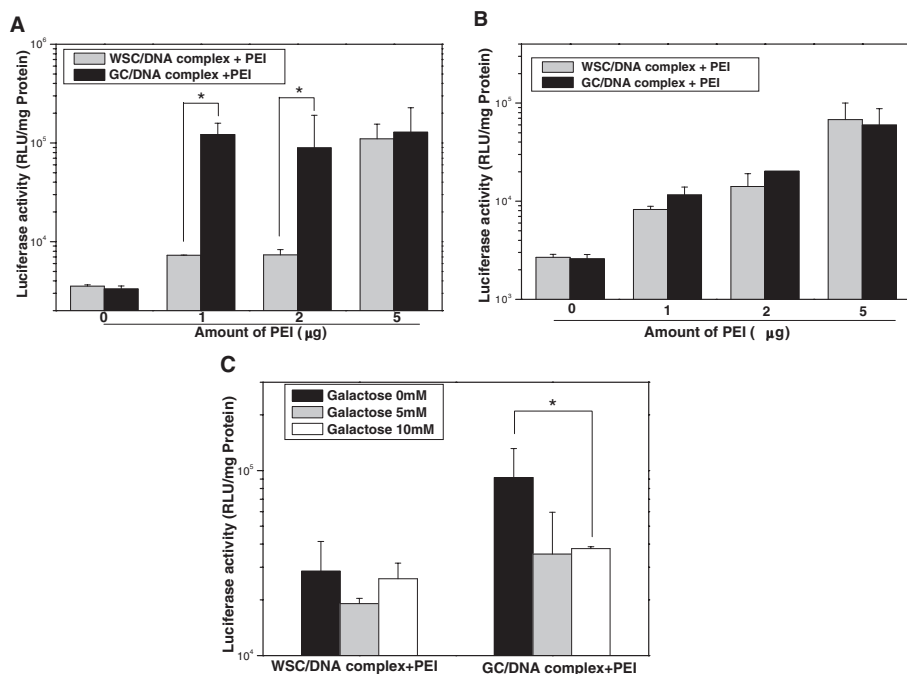 A
Luciferase activity (RLU/mg Protein)
10^6
10^5
10^4
WSC/DNA complex + PEI
GC/DNA complex +PEI
*
*
0 1 2 5
Amount of PEI ( μg)
B
Luciferase activity (RLU/mg Protein)
10^5
10^4
10^3
WSC/DNA complex + PEI
GC/DNA complex + PEI
0 1 2 5
Amount of PEI ( μg)
C
Luciferase activity (RLU/mg Protein)
10^5
10^4
Galactose 0mM
Galactose 5mM
Galactose 10mM
*
WSC/DNA complex+PEI GC/DNA complex+PEI